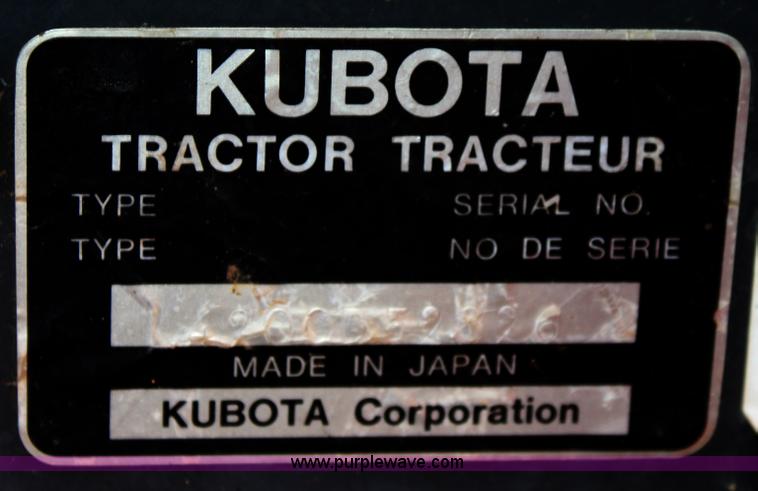 KUBOTA
TRACTOR TRACTEUR
TYPE SERIAL NO.
TYPE NO DE SERIE
MADE IN JAPAN
KUBOTA Corporation
www.purplewave.com